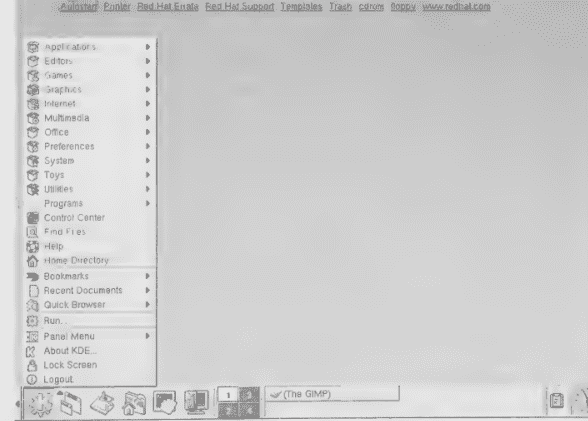 Autostart Printer Red Hat Errata Red Hat Support Templates Trash cdrom floppy www.redhat.com
Applications
Editors
Games
Graphics
Internet
Multimedia
Office
Preferences
System
Toys
Utilities
Programs
Control Center
Find Files
Help
Home Directory
Bookmarks
Recent Documents
Quick Browser
Run...
Panel Menu
About KDE...
Lock Screen
Logout
1 3 (The GIMP)
2 4